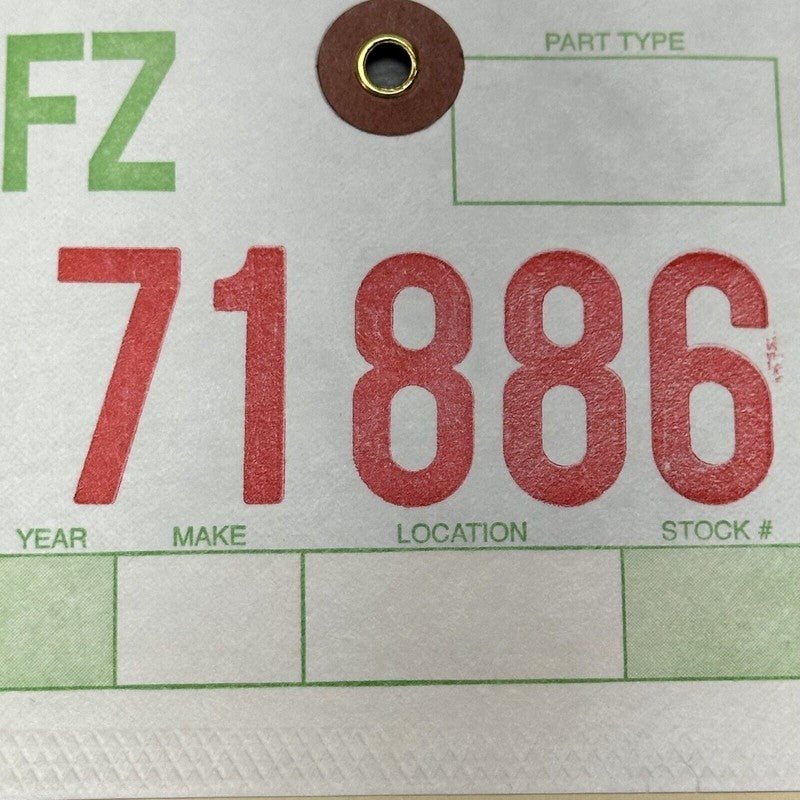 FZ
PART TYPE
71886
YEAR MAKE LOCATION STOCK #